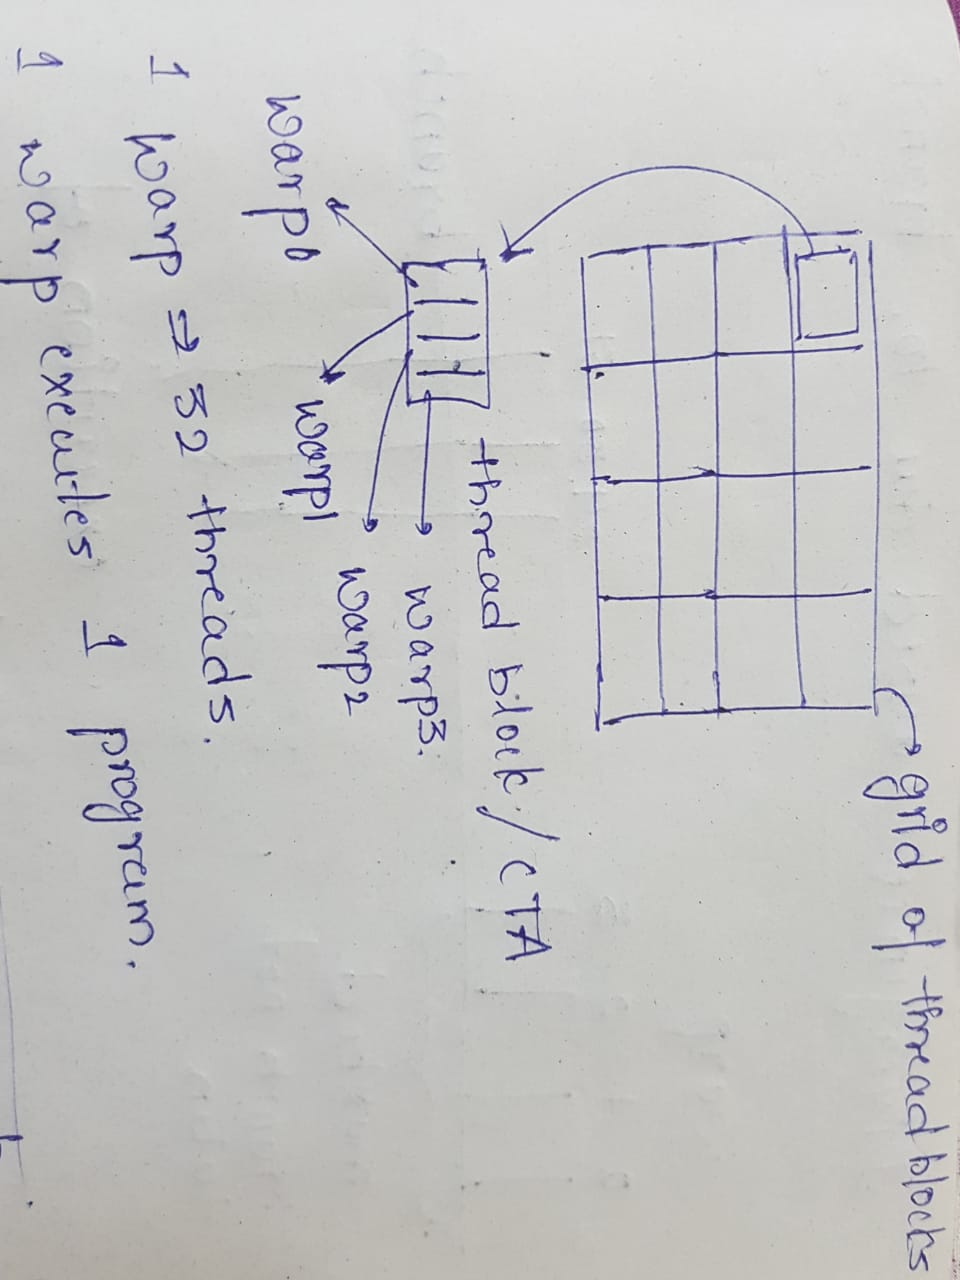 grid of thread blocks
thread block / CTA
warp0
warp1
warp2
warp3.
1 warp ⇒ 32 threads.
1 warp executes 1 program.